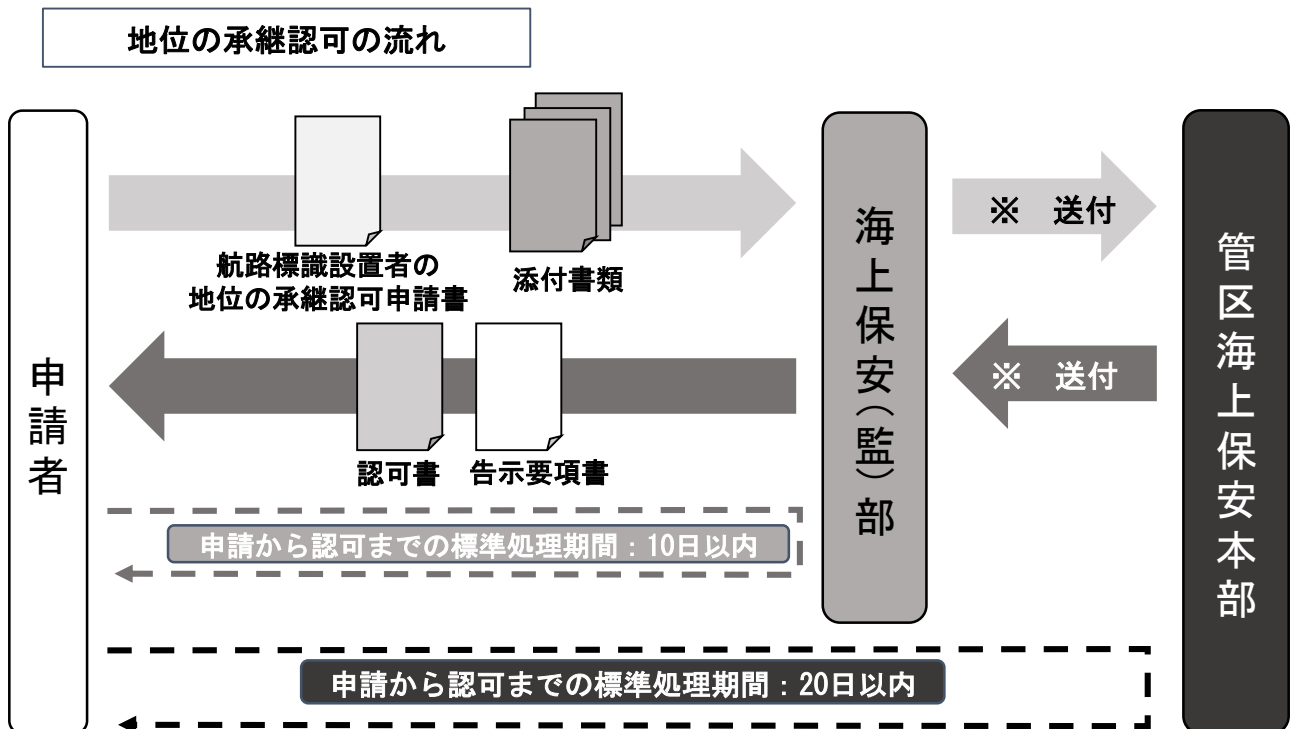 地位の承継認可の流れ
申請者
航路標識設置者の
地位の承継認可申請書
添付書類
海上保安(監)部
※ 送付
管区海上保安本部
※ 送付
認可書
告示要項書
申請から認可までの標準処理期間：10日以内
申請から認可までの標準処理期間：20日以内